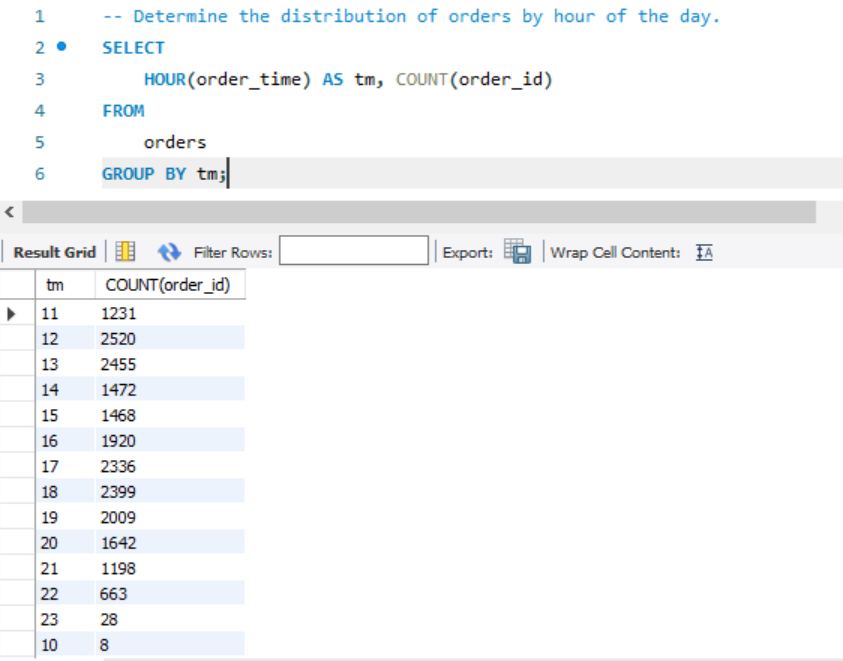 1 -- Determine the distribution of orders by hour of the day.
2 SELECT
3 HOUR(order_time) AS tm, COUNT(order_id)
4 FROM
5 orders
6 GROUP BY tm;
Result Grid Filter Rows: Export: Wrap Cell Content: IA
tm COUNT(order_id)
11 1231
12 2520
13 2455
14 1472
15 1468
16 1920
17 2336
18 2399
19 2009
20 1642
21 1198
22 663
23 28
10 8